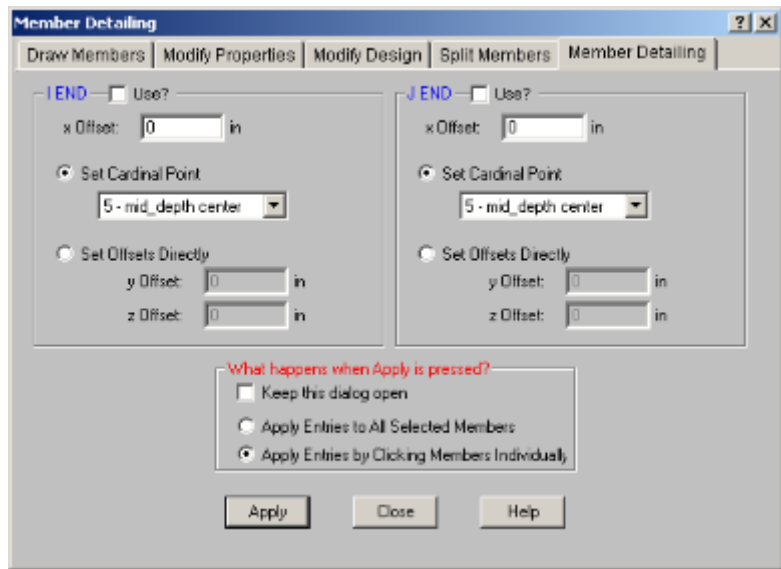 Member Detailing
Draw Members
Modify Properties
Modify Design
Split Members
Member Detailing
I END
Use?
x Offset: 0 in
Set Cardinal Point
5 - mid_depth center
Set Offsets Directly
y Offset: 0 in
z Offset: 0 in
J END
Use?
x Offset: 0 in
Set Cardinal Point
5 - mid_depth center
Set Offsets Directly
y Offset: 0 in
z Offset: 0 in
What happens when Apply is pressed?
Keep this dialog open
Apply Entries to All Selected Members
Apply Entries by Clicking Members Individually
Apply
Close
Help